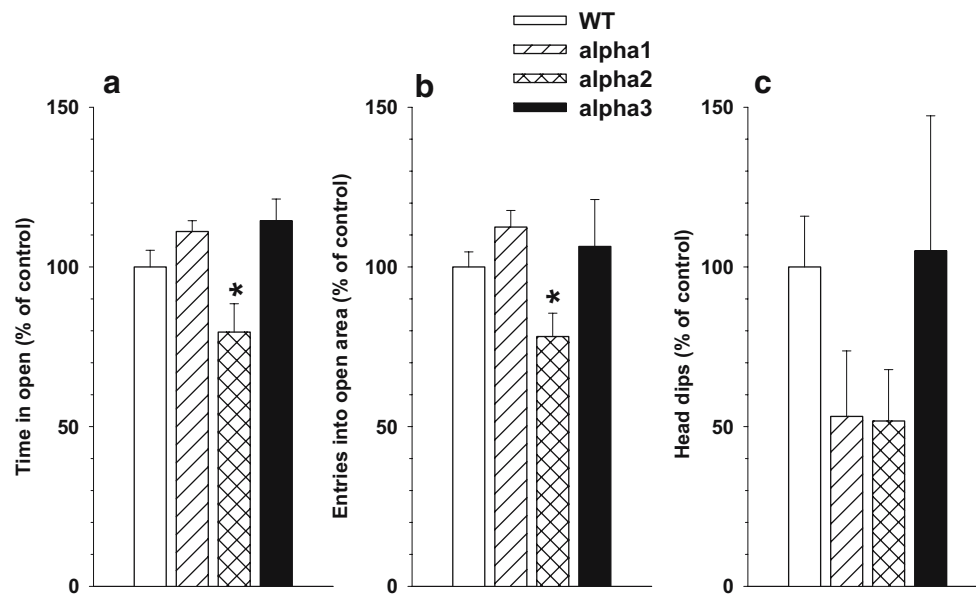 WT
alpha1
alpha2
alpha3
a
150
100
50
0
Time in open (% of control)
*
b
150
100
50
0
Entries into open area (% of control)
*
c
150
100
50
0
Head dips (% of control)